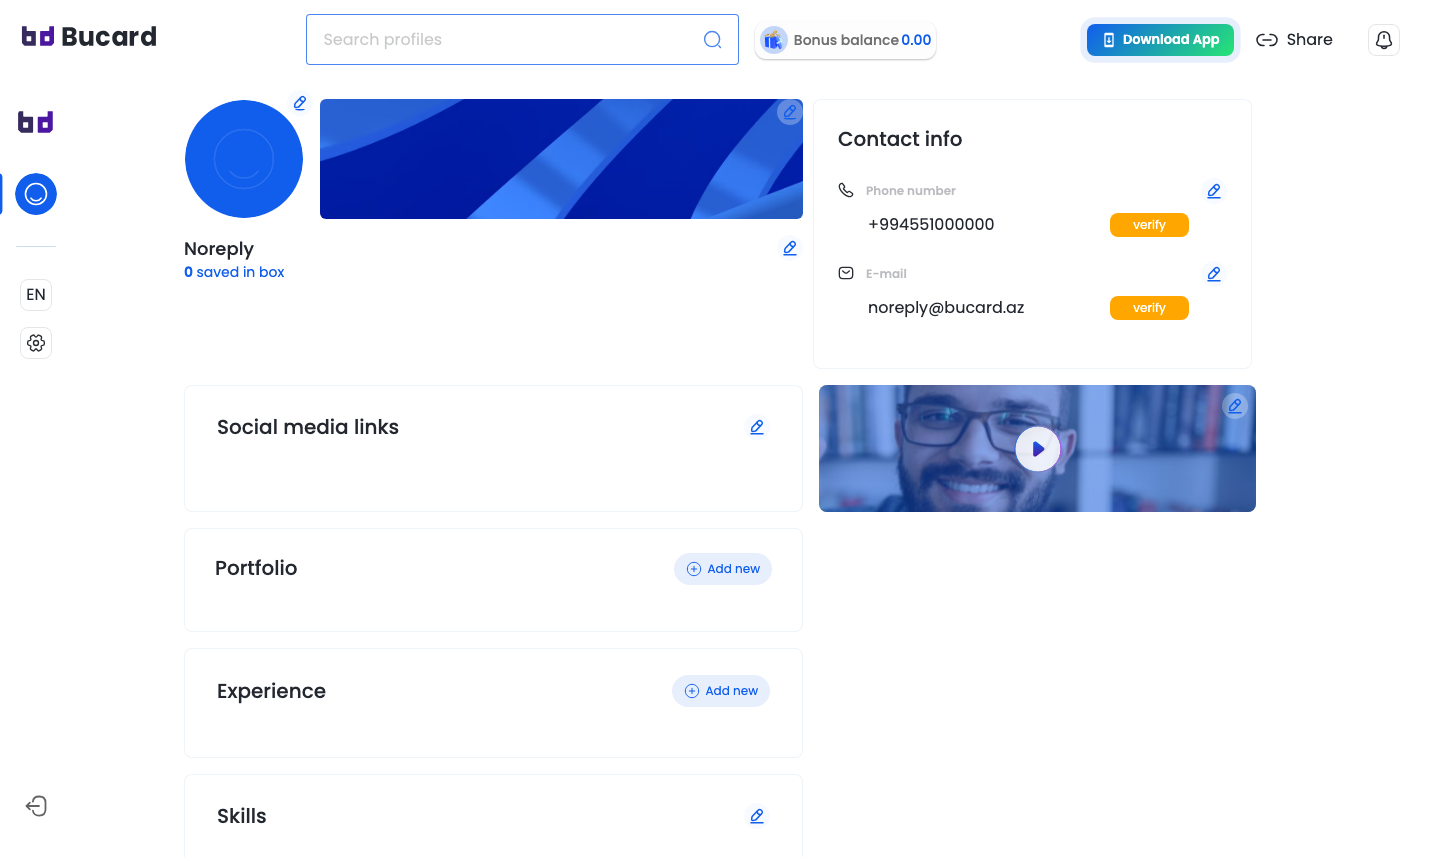 bd Bucard
Search profiles
Bonus balance 0.00
Download App
Share
bd
EN
Noreply
0 saved in box
Contact info
Phone number
+994551000000
verify
E-mail
noreply@bucard.az
verify
Social media links
Portfolio
Add new
Experience
Add new
Skills